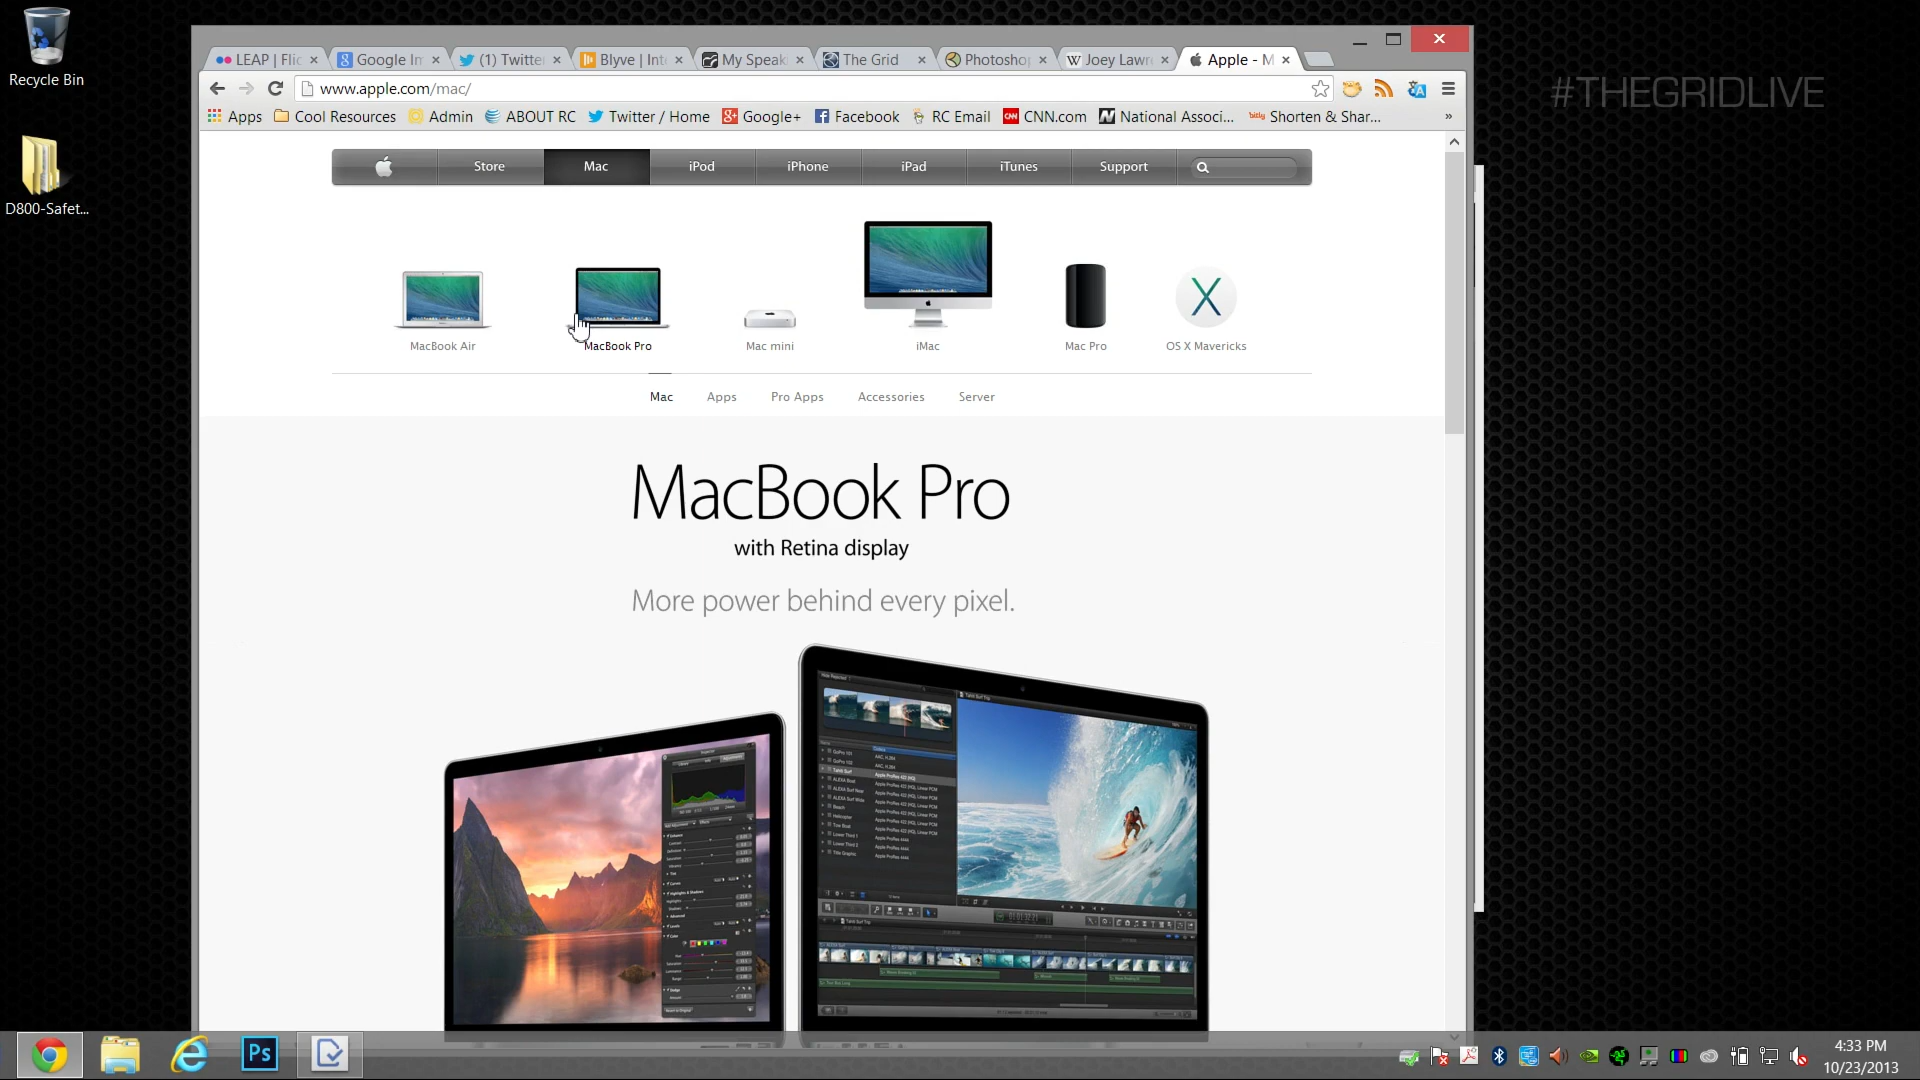 Recycle Bin
D800-Safet...
#THEGRIDLIVE
LEAP | Flic
Google Im
(1) Twitter
Blyve | Inte
My Speak
The Grid
Photoshop
Joey Lawre
Apple - M
www.apple.com/mac/
Apps
Cool Resources
Admin
ABOUT RC
Twitter / Home
Google+
Facebook
RC Email
CNN.com
National Associ...
Shorten & Shar...
Store
Mac
iPod
iPhone
iPad
iTunes
Support
MacBook Air
MacBook Pro
Mac mini
iMac
Mac Pro
OS X Mavericks
Mac
Apps
Pro Apps
Accessories
Server
MacBook Pro
with Retina display
More power behind every pixel.
Ps
4:33 PM
10/23/2013